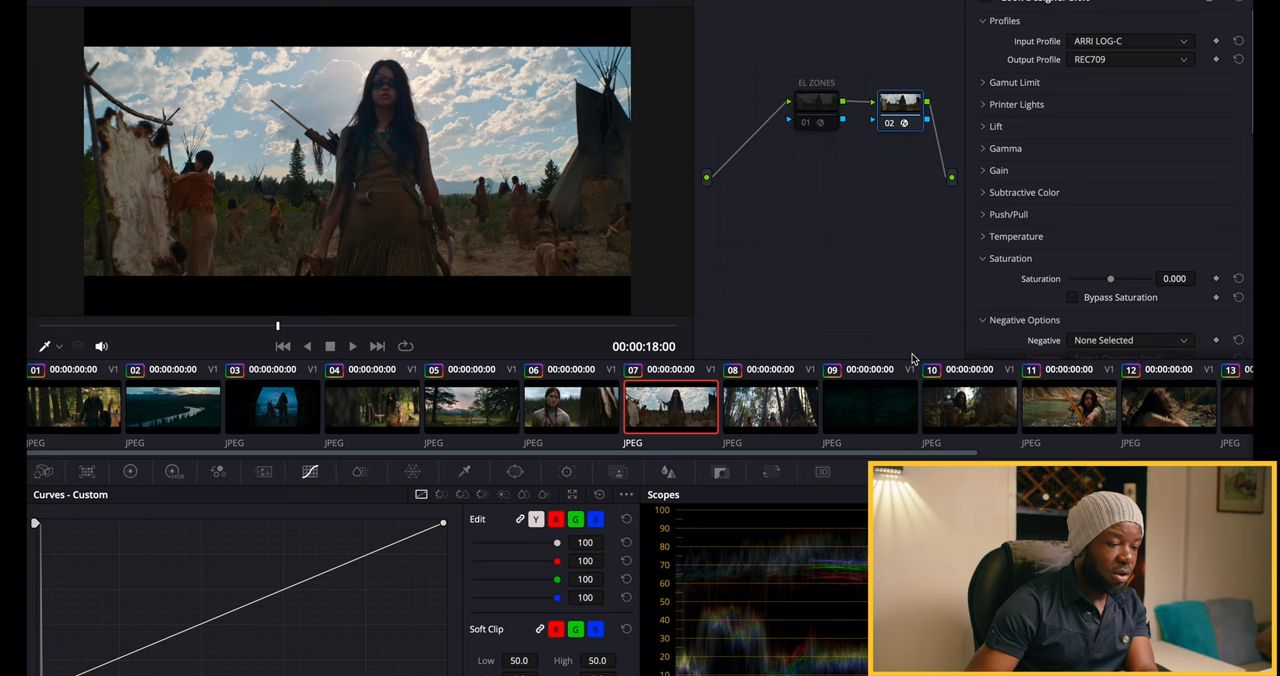 Profiles
Input Profile ARRI LOG-C
Output Profile REC709
Gamut Limit
Printer Lights
Lift
Gamma
Gain
Subtractive Color
Push/Pull
Temperature
Saturation
Saturation 0.000
Bypass Saturation
Negative Options
Negative None Selected
EL ZONES
01
02
00:00:18:00
01 00:00:00:00 V1
02 00:00:00:00 V1
03 00:00:00:00 V1
04 00:00:00:00 V1
05 00:00:00:00 V1
06 00:00:00:00 V1
07 00:00:00:00 V1
08 00:00:00:00 V1
09 00:00:00:00 V1
10 00:00:00:00 V1
11 00:00:00:00 V1
12 00:00:00:00 V1
13 00:
JPEG
JPEG
JPEG
JPEG
JPEG
JPEG
JPEG
JPEG
JPEG
JPEG
JPEG
JPEG
JPEG
HDR
3D
Curves - Custom
Edit Y R G B
100
100
100
100
Soft Clip R G B
Low 50.0 High 50.0
Scopes
100
90
80
70
60
50
40
30
20
10